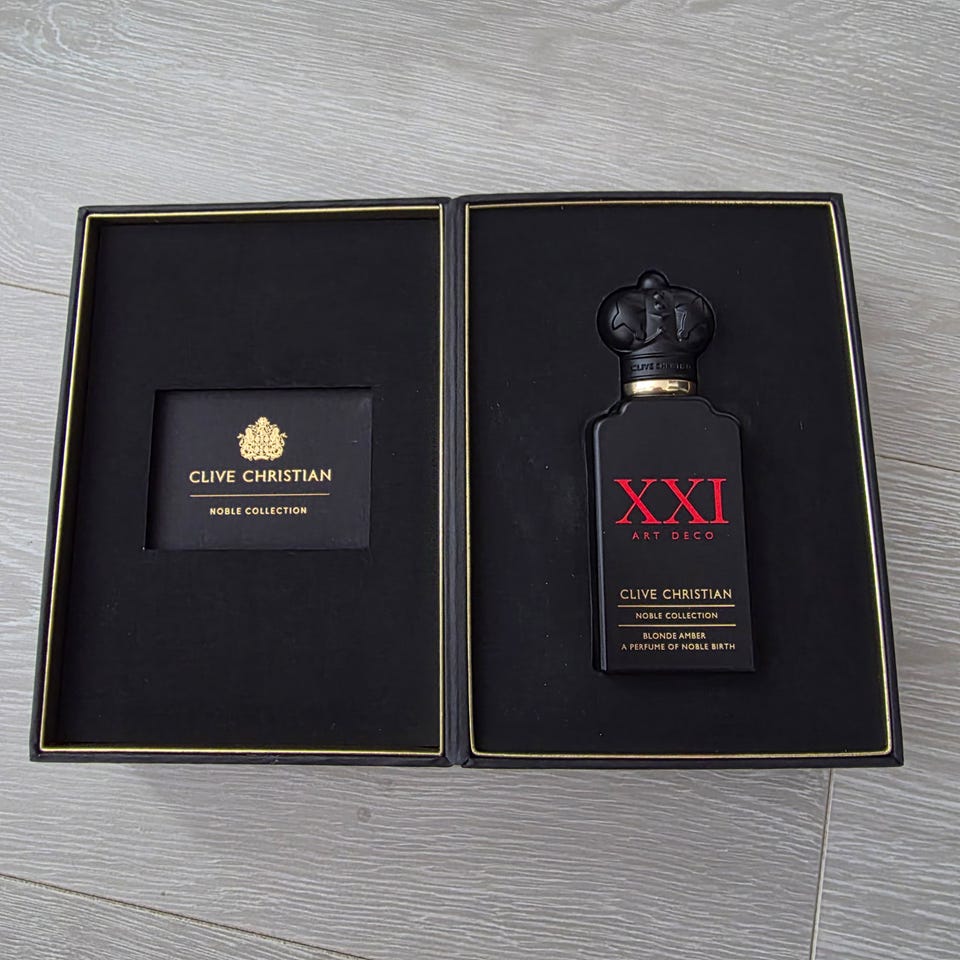 CLIVE CHRISTIAN
NOBLE COLLECTION
CLIVE CHRISTIAN
XXI
ART DECO
CLIVE CHRISTIAN
NOBLE COLLECTION
BLONDE AMBER
A PERFUME OF NOBLE BIRTH